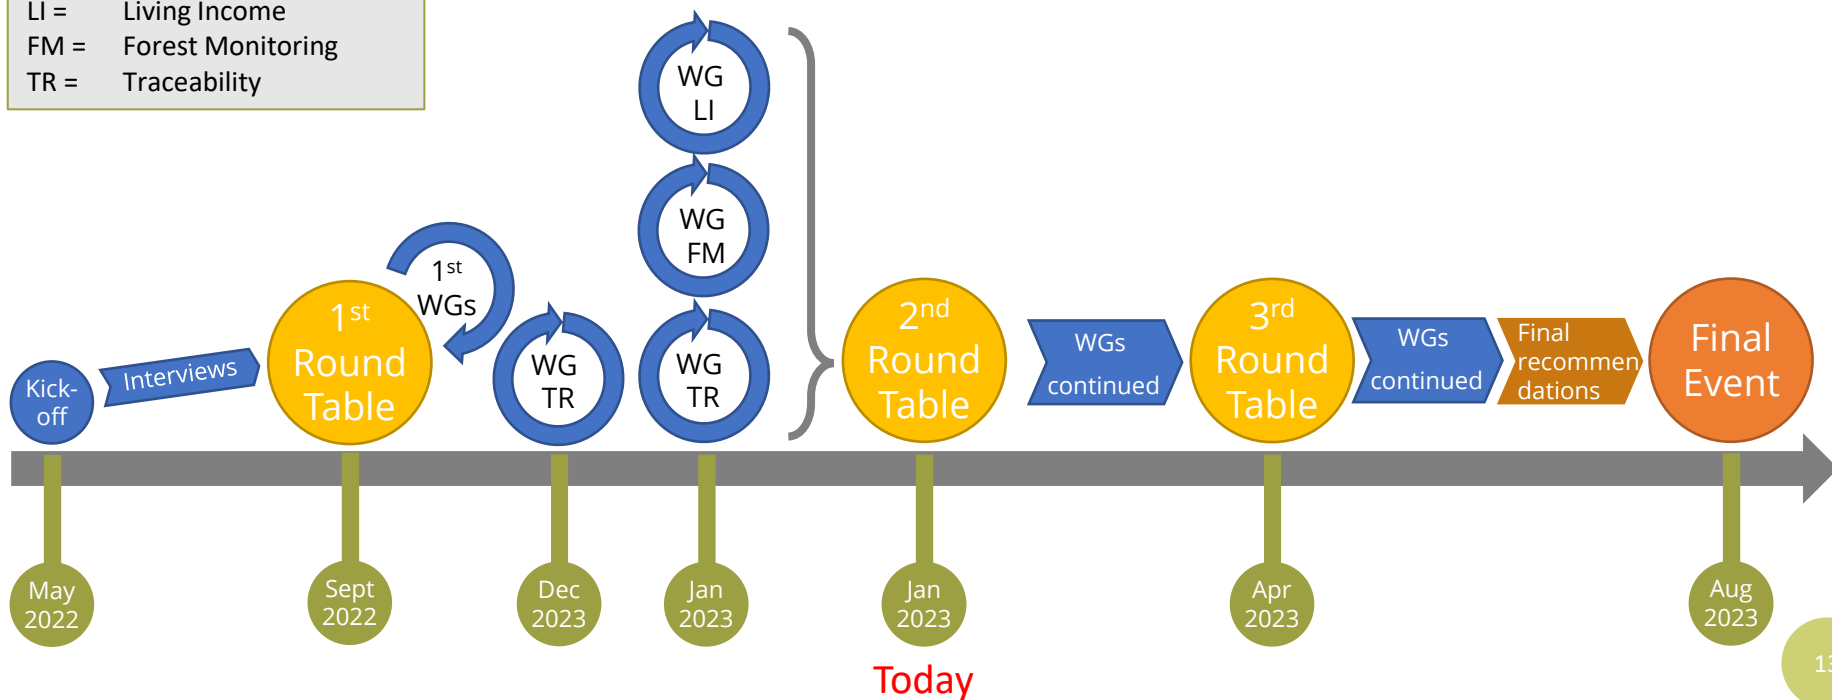 LI = Living Income
FM = Forest Monitoring
TR = Traceability
WG
LI
WG
FM
WG
TR
1st
WGs
WG
TR
Kick-
off
Interviews
1st
Round
Table
2nd
Round
Table
WGs
continued
3rd
Round
Table
WGs
continued
Final
recommen
dations
Final
Event
May
2022
Sept
2022
Dec
2023
Jan
2023
Jan
2023
Apr
2023
Aug
2023
Today